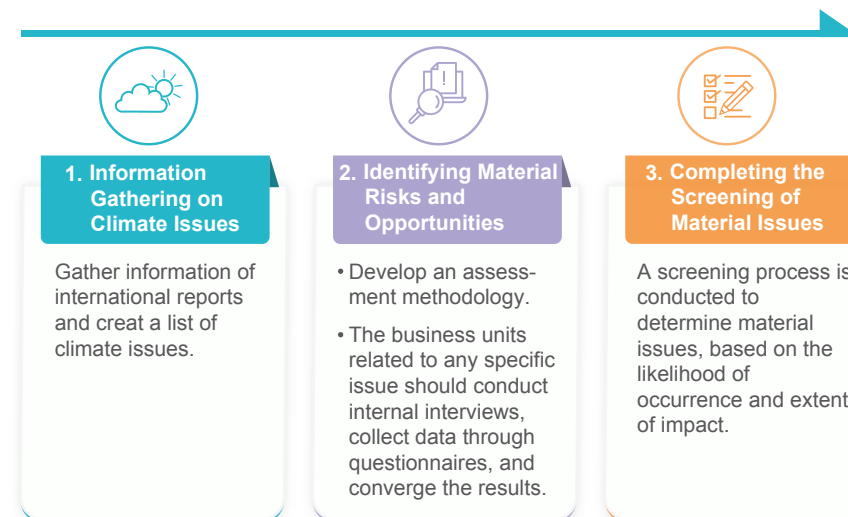 1. Information
Gathering on
Climate Issues
Gather information of
international reports
and creat a list of
climate issues.
2. Identifying Material
Risks and
Opportunities
• Develop an assess-
ment methodology.
• The business units
related to any specific
issue should conduct
internal interviews,
collect data through
questionnaires, and
converge the results.
3. Completing the
Screening of
Material Issues
A screening process is
conducted to
determine material
issues, based on the
likelihood of
occurrence and extent
of impact.